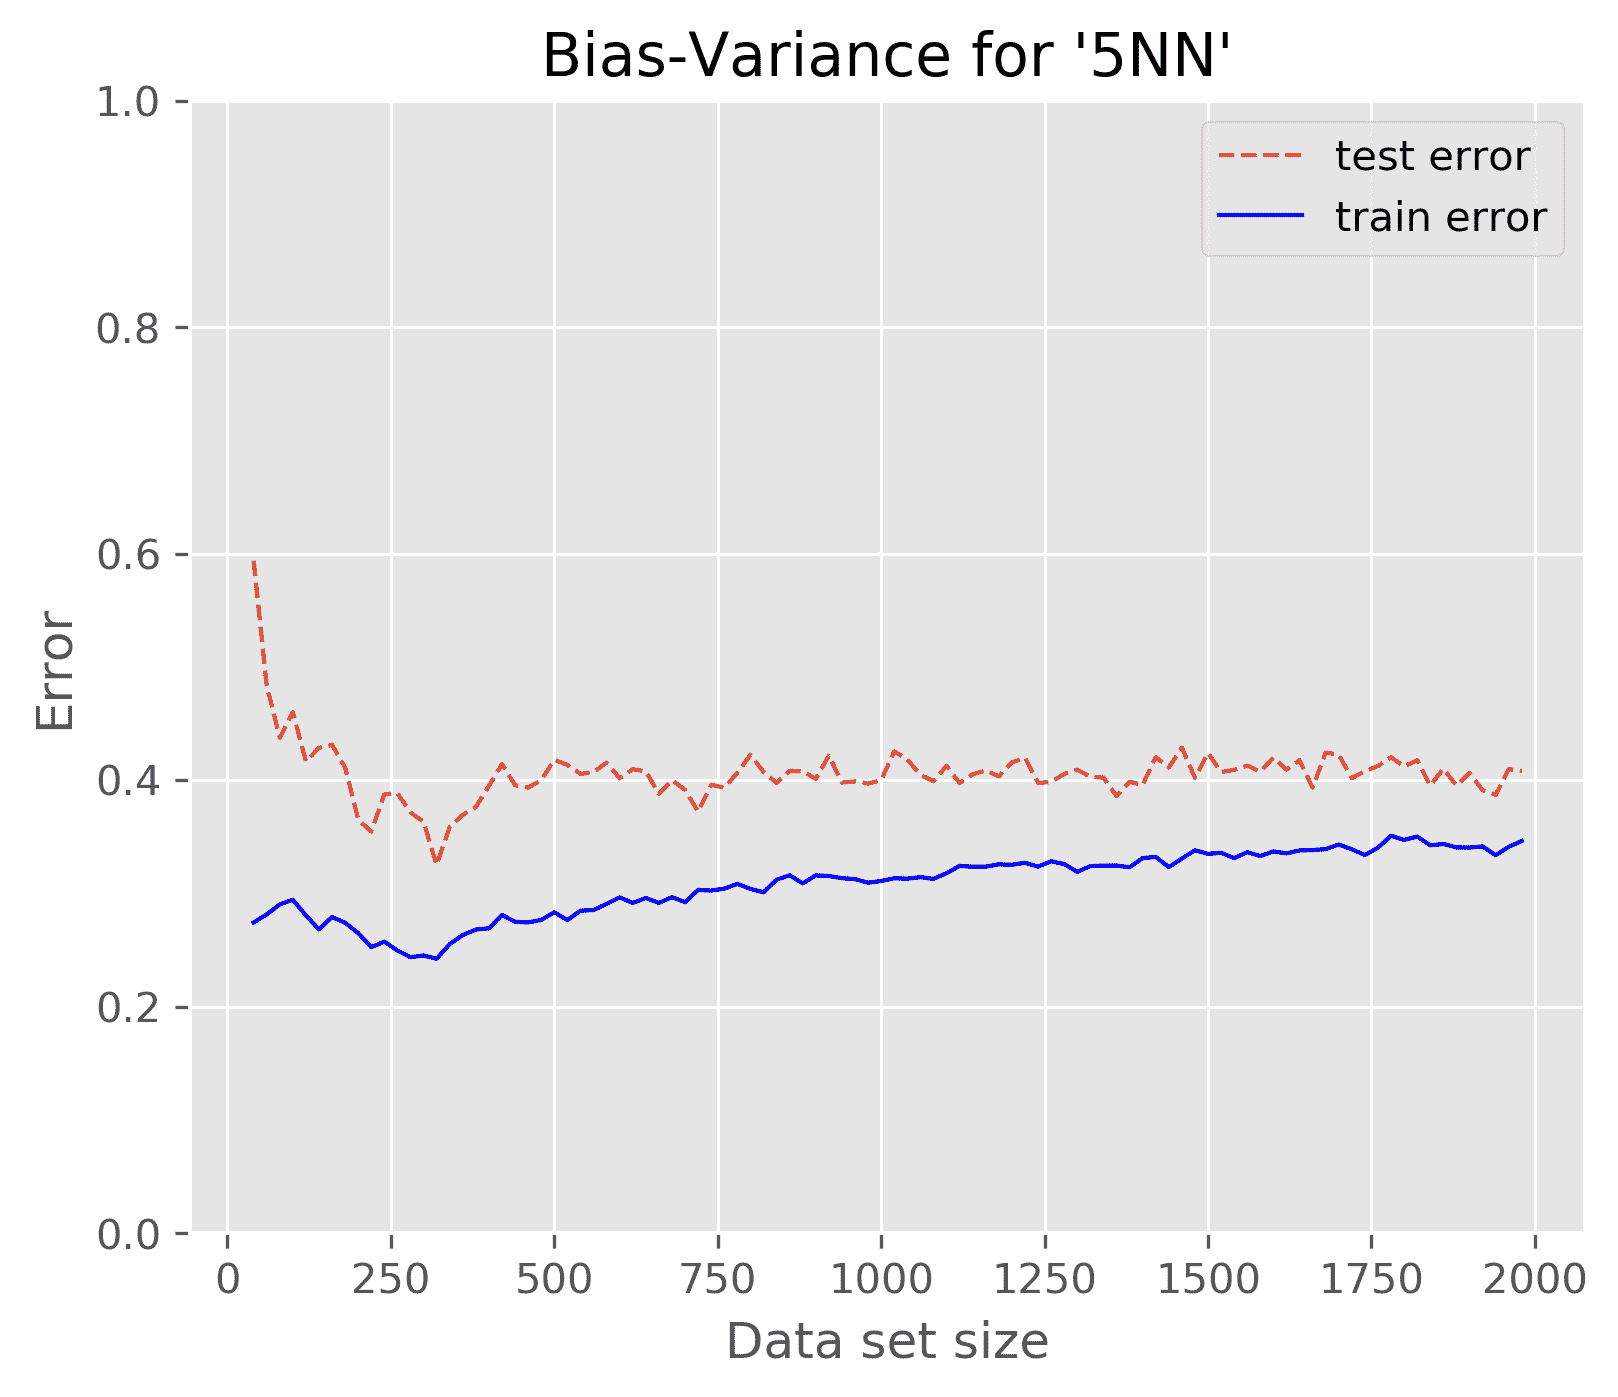 Bias-Variance for '5NN'
1.0
0.8
0.6
0.4
0.2
0.0
Error
test error
train error
0 250 500 750 1000 1250 1500 1750 2000
Data set size